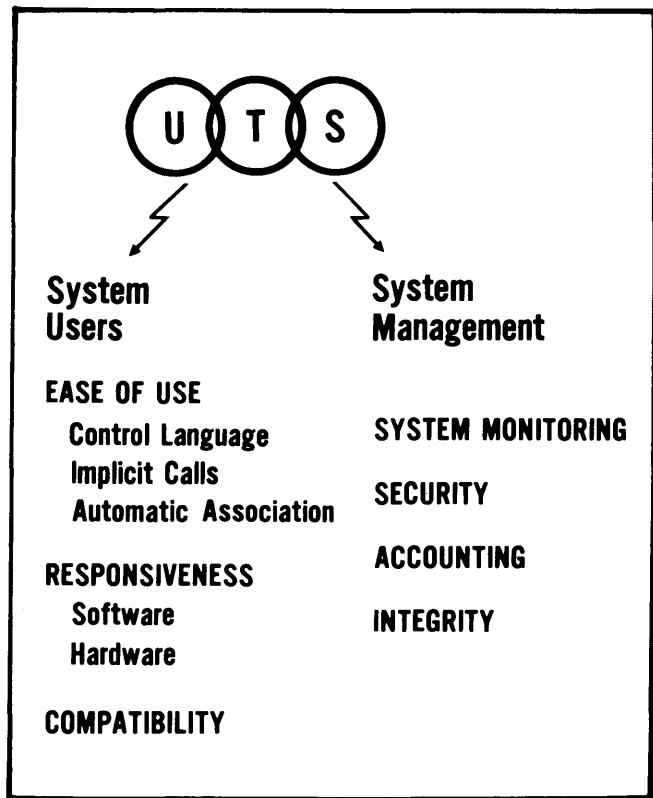 U T S
System
Users
EASE OF USE
Control Language
Implicit Calls
Automatic Association
RESPONSIVENESS
Software
Hardware
COMPATIBILITY
System
Management
SYSTEM MONITORING
SECURITY
ACCOUNTING
INTEGRITY